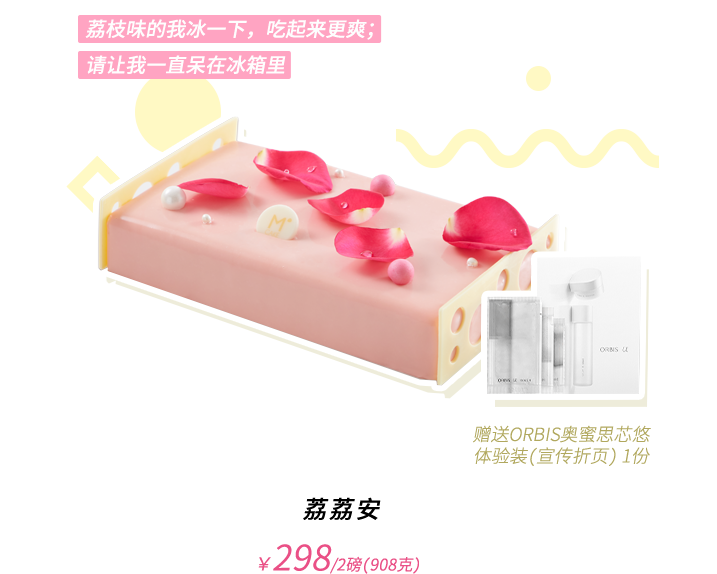 荔枝味的我冰一下，吃起来更爽；
请让我一直呆在冰箱里
M
ORBIS U
ORBIS U
赠送ORBIS奥蜜思芯悠
体验装(宣传折页) 1份
荔荔安
￥298/2磅(908克)